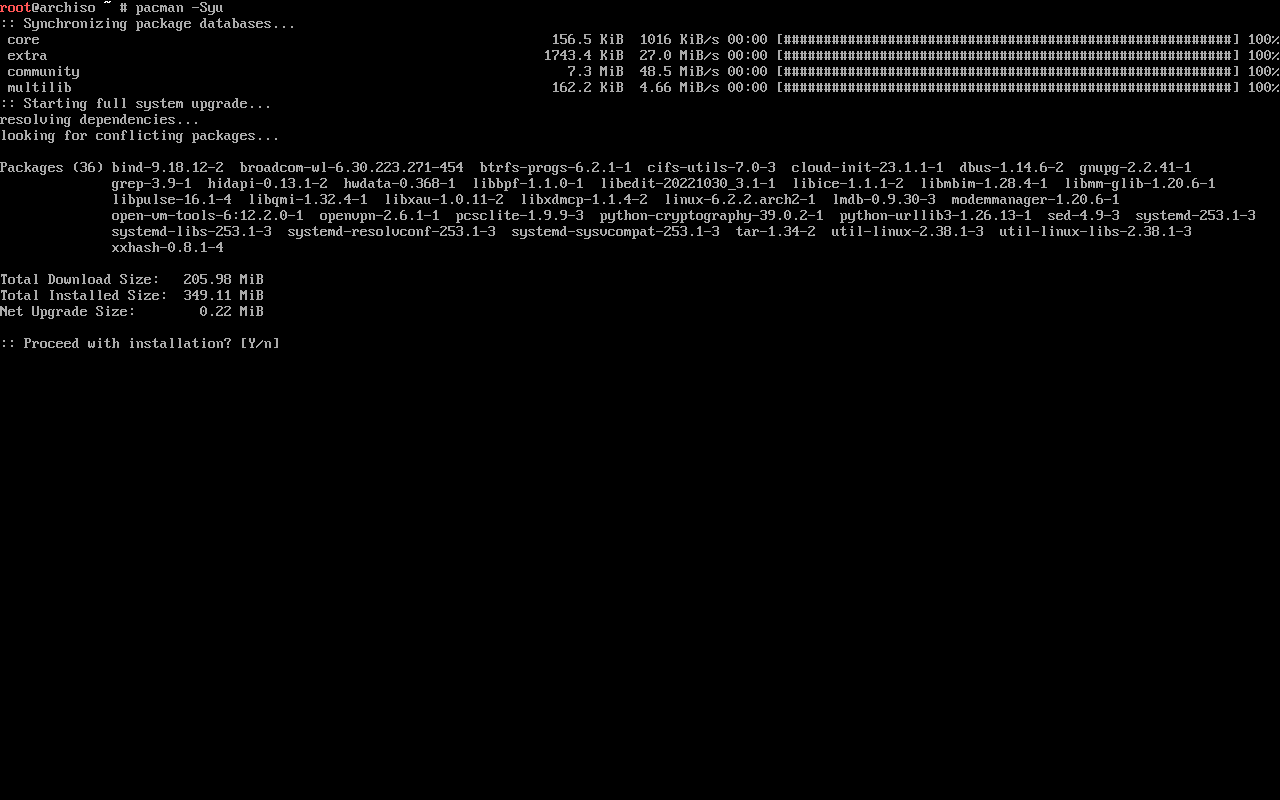 root@archiso ~ # pacman -Syu
:: Synchronizing package databases...
core 156.5 KiB 1016 KiB/s 00:00 [########################################################] 100%
extra 1743.4 KiB 27.0 MiB/s 00:00 [########################################################] 100%
community 7.3 MiB 48.5 MiB/s 00:00 [########################################################] 100%
multilib 162.2 KiB 4.66 MiB/s 00:00 [########################################################] 100%
:: Starting full system upgrade...
resolving dependencies...
looking for conflicting packages...
Packages (36) bind-9.18.12-2 broadcom-wl-6.30.223.271-454 btrfs-progs-6.2.1-1 cifs-utils-7.0-3 cloud-init-23.1.1-1 dbus-1.14.6-2 gnupg-2.2.41-1
grep-3.9-1 hidapi-0.13.1-2 hwdata-0.368-1 libbpf-1.1.0-1 libedit-20221030_3.1-1 libice-1.1.1-2 libmbim-1.28.4-1 libmm-glib-1.20.6-1
libpulse-16.1-4 libqmi-1.32.4-1 libxau-1.0.11-2 libxdmcp-1.1.4-2 linux-6.2.2.arch2-1 lmdb-0.9.30-3 modemmanager-1.20.6-1
open-vm-tools-6:12.2.0-1 openvpn-2.6.1-1 pcsclite-1.9.9-3 python-cryptography-39.0.2-1 python-urllib3-1.26.13-1 sed-4.9-3 systemd-253.1-3
systemd-libs-253.1-3 systemd-resolvconf-253.1-3 systemd-sysvcompat-253.1-3 tar-1.34-2 util-linux-2.38.1-3 util-linux-libs-2.38.1-3
xxhash-0.8.1-4
Total Download Size: 205.98 MiB
Total Installed Size: 349.11 MiB
Net Upgrade Size: 0.22 MiB
:: Proceed with installation? [Y/n]